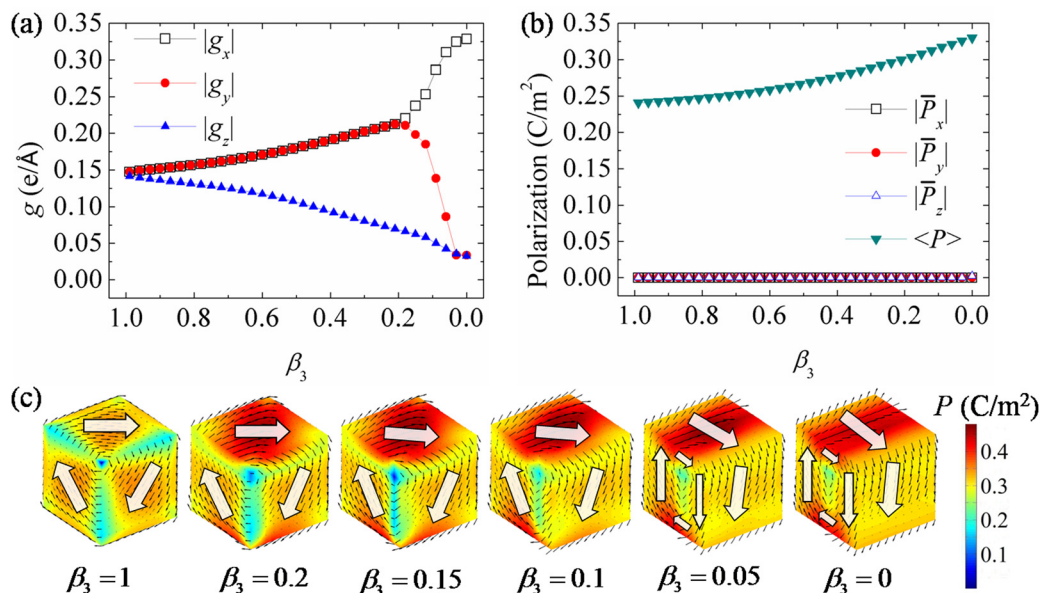 (a)
g (e/Å)
0.35
0.30
0.25
0.20
0.15
0.10
0.05
0.00
|gₓ|
|g_y|
|g_z|
1.0 0.8 0.6 0.4 0.2 0.0
β₃
(b)
Polarization (C/m²)
0.35
0.30
0.25
0.20
0.15
0.10
0.05
0.00
|P̅ₓ|
|P̅_y|
|P̅_z|
<P>
1.0 0.8 0.6 0.4 0.2 0.0
β₃
(c)
P (C/m²)
0.4
0.3
0.2
0.1
β₃ = 1 β₃ = 0.2 β₃ = 0.15 β₃ = 0.1 β₃ = 0.05 β₃ = 0